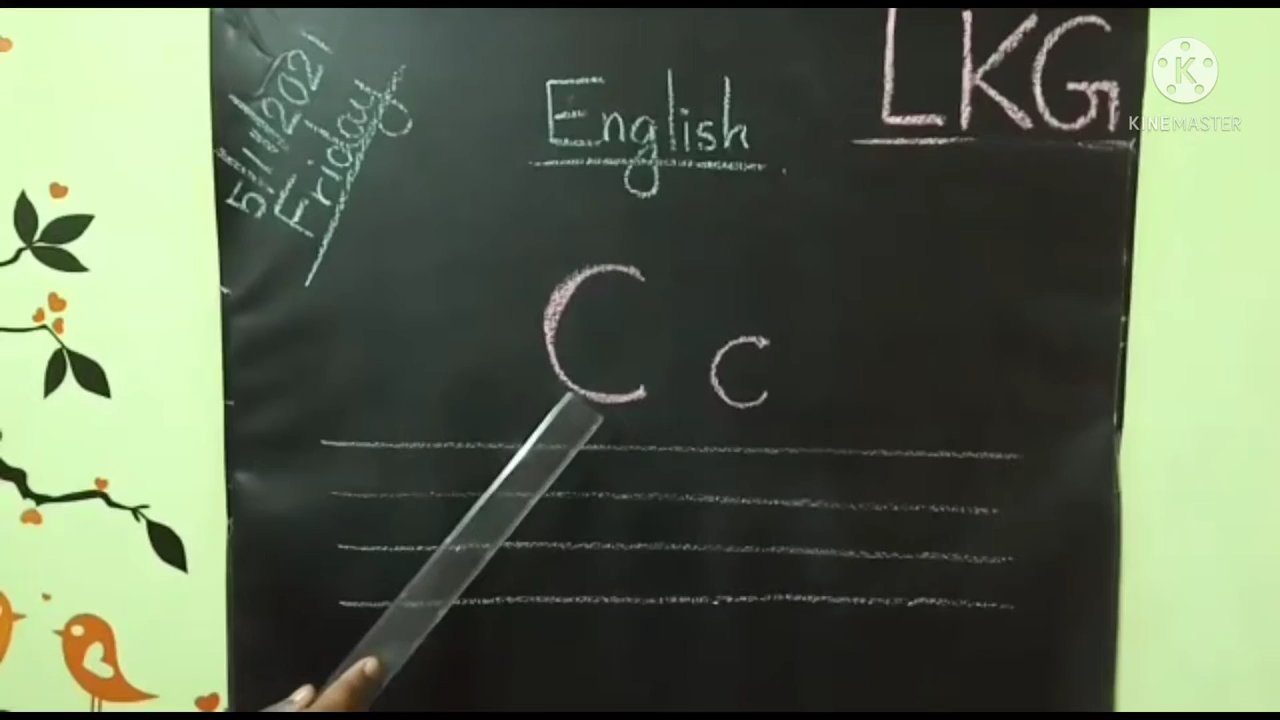 5/11/2021
Friday
English
LKG
C c
K
KINEMASTER